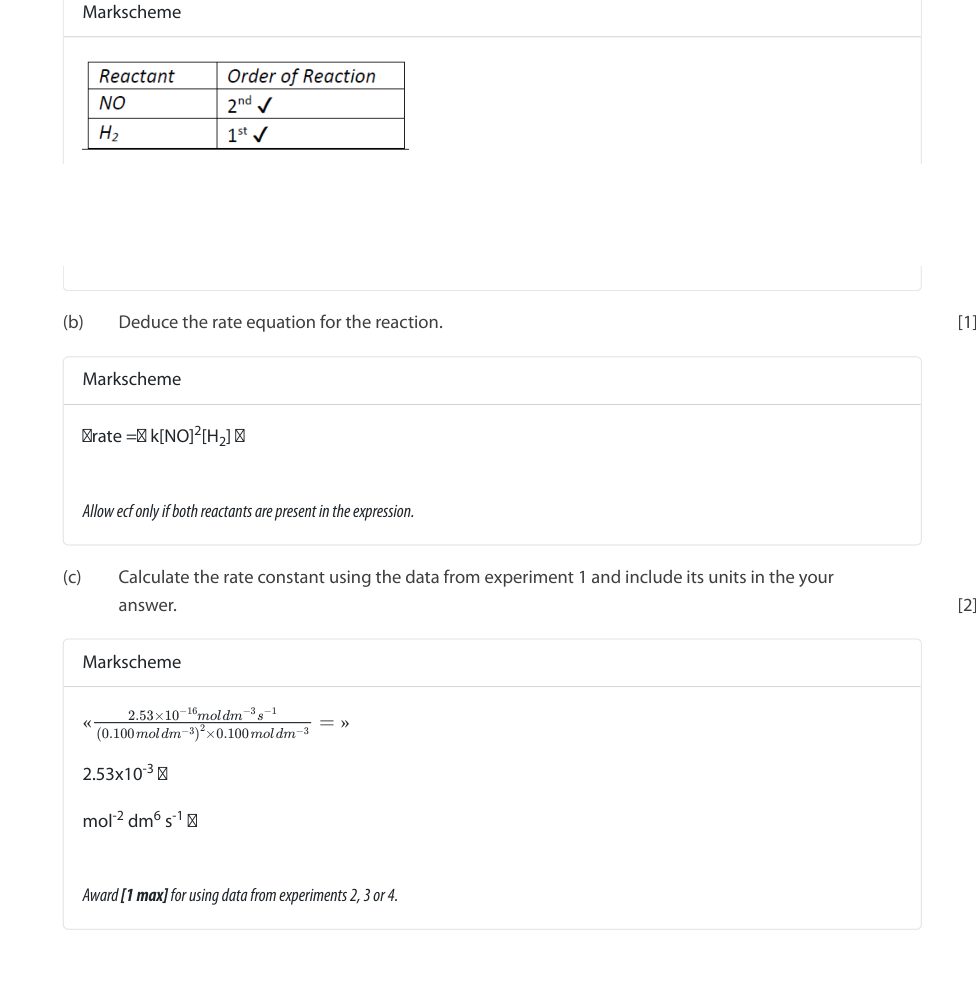 Markscheme
Reactant Order of Reaction
NO 2nd ✓
H2 1st ✓
(b) Deduce the rate equation for the reaction. [1]
Markscheme
☒rate =☒ k[NO]²[H₂] ☒
Allow ecf only if both reactants are present in the expression.
(c) Calculate the rate constant using the data from experiment 1 and include its units in the your
answer. [2]
Markscheme
« 2.53×10⁻¹⁶mol dm⁻³ s⁻¹ / (0.100 mol dm⁻³)²×0.100 mol dm⁻³ = »
2.53x10⁻³ ☒
mol⁻² dm⁶ s⁻¹ ☒
Award [1 max] for using data from experiments 2, 3 or 4.